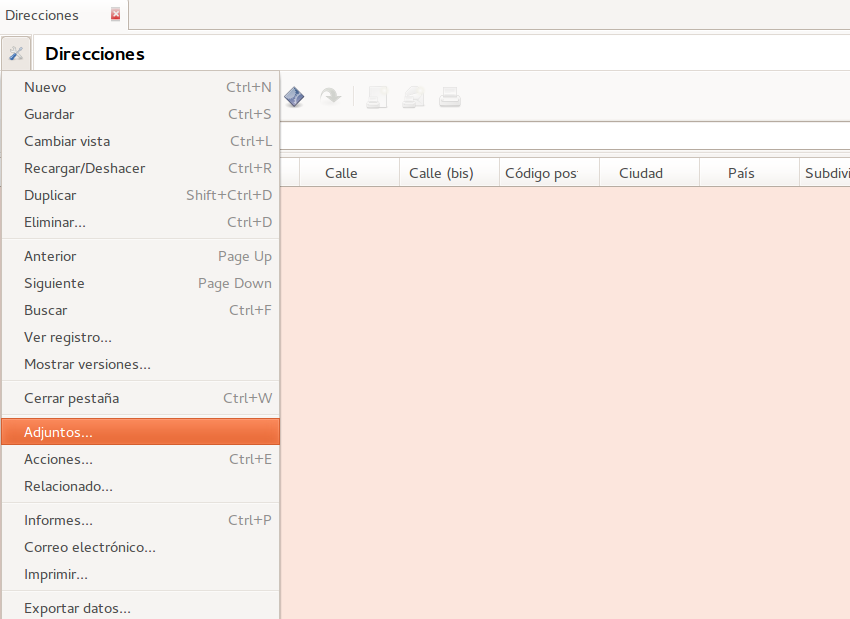 Direcciones
Direcciones
Nuevo Ctrl+N
Guardar Ctrl+S
Cambiar vista Ctrl+L
Recargar/Deshacer Ctrl+R
Duplicar Shift+Ctrl+D
Eliminar... Ctrl+D
Anterior Page Up
Siguiente Page Down
Buscar Ctrl+F
Ver registro...
Mostrar versiones...
Cerrar pestaña Ctrl+W
Adjuntos...
Acciones... Ctrl+E
Relacionado...
Informes... Ctrl+P
Correo electrónico...
Imprimir...
Exportar datos...
Calle Calle (bis) Código pos Ciudad País Subdivi